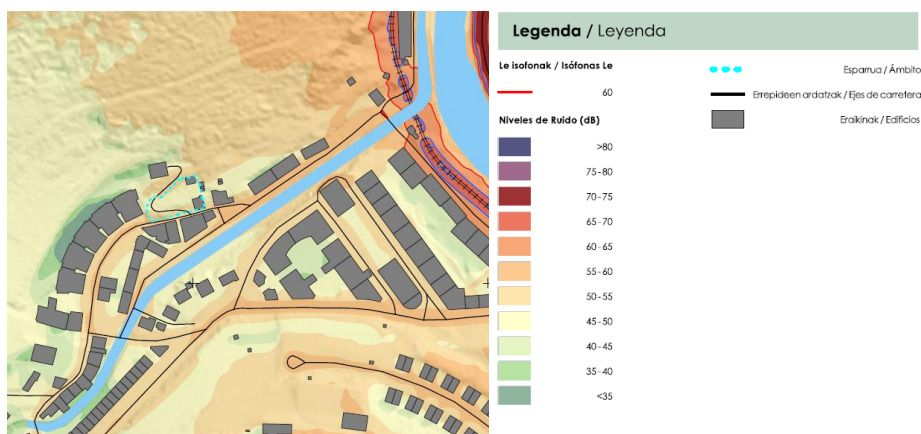 Legenda / Leyenda
Le isofonak / Isófonas Le
60
Niveles de Ruido (dB)
>80
75-80
70-75
65-70
60-65
55-60
50-55
45-50
40-45
35-40
<35
Esparrua / Ámbito
Errepideen ardatzak / Ejes de carretera
Eraikinak / Edificios